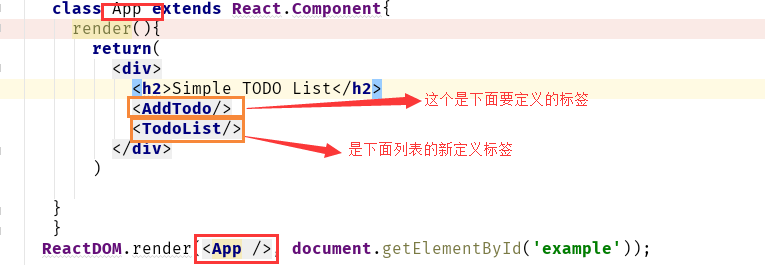 class App extends React.Component{
render(){
return(
<div>
<h2>Simple TODO List</h2>
<AddTodo/>
这个是下面要定义的标签
<TodoList/>
是下面列表的新定义标签
</div>
)
}
}
ReactDOM.render(<App />, document.getElementById('example'));